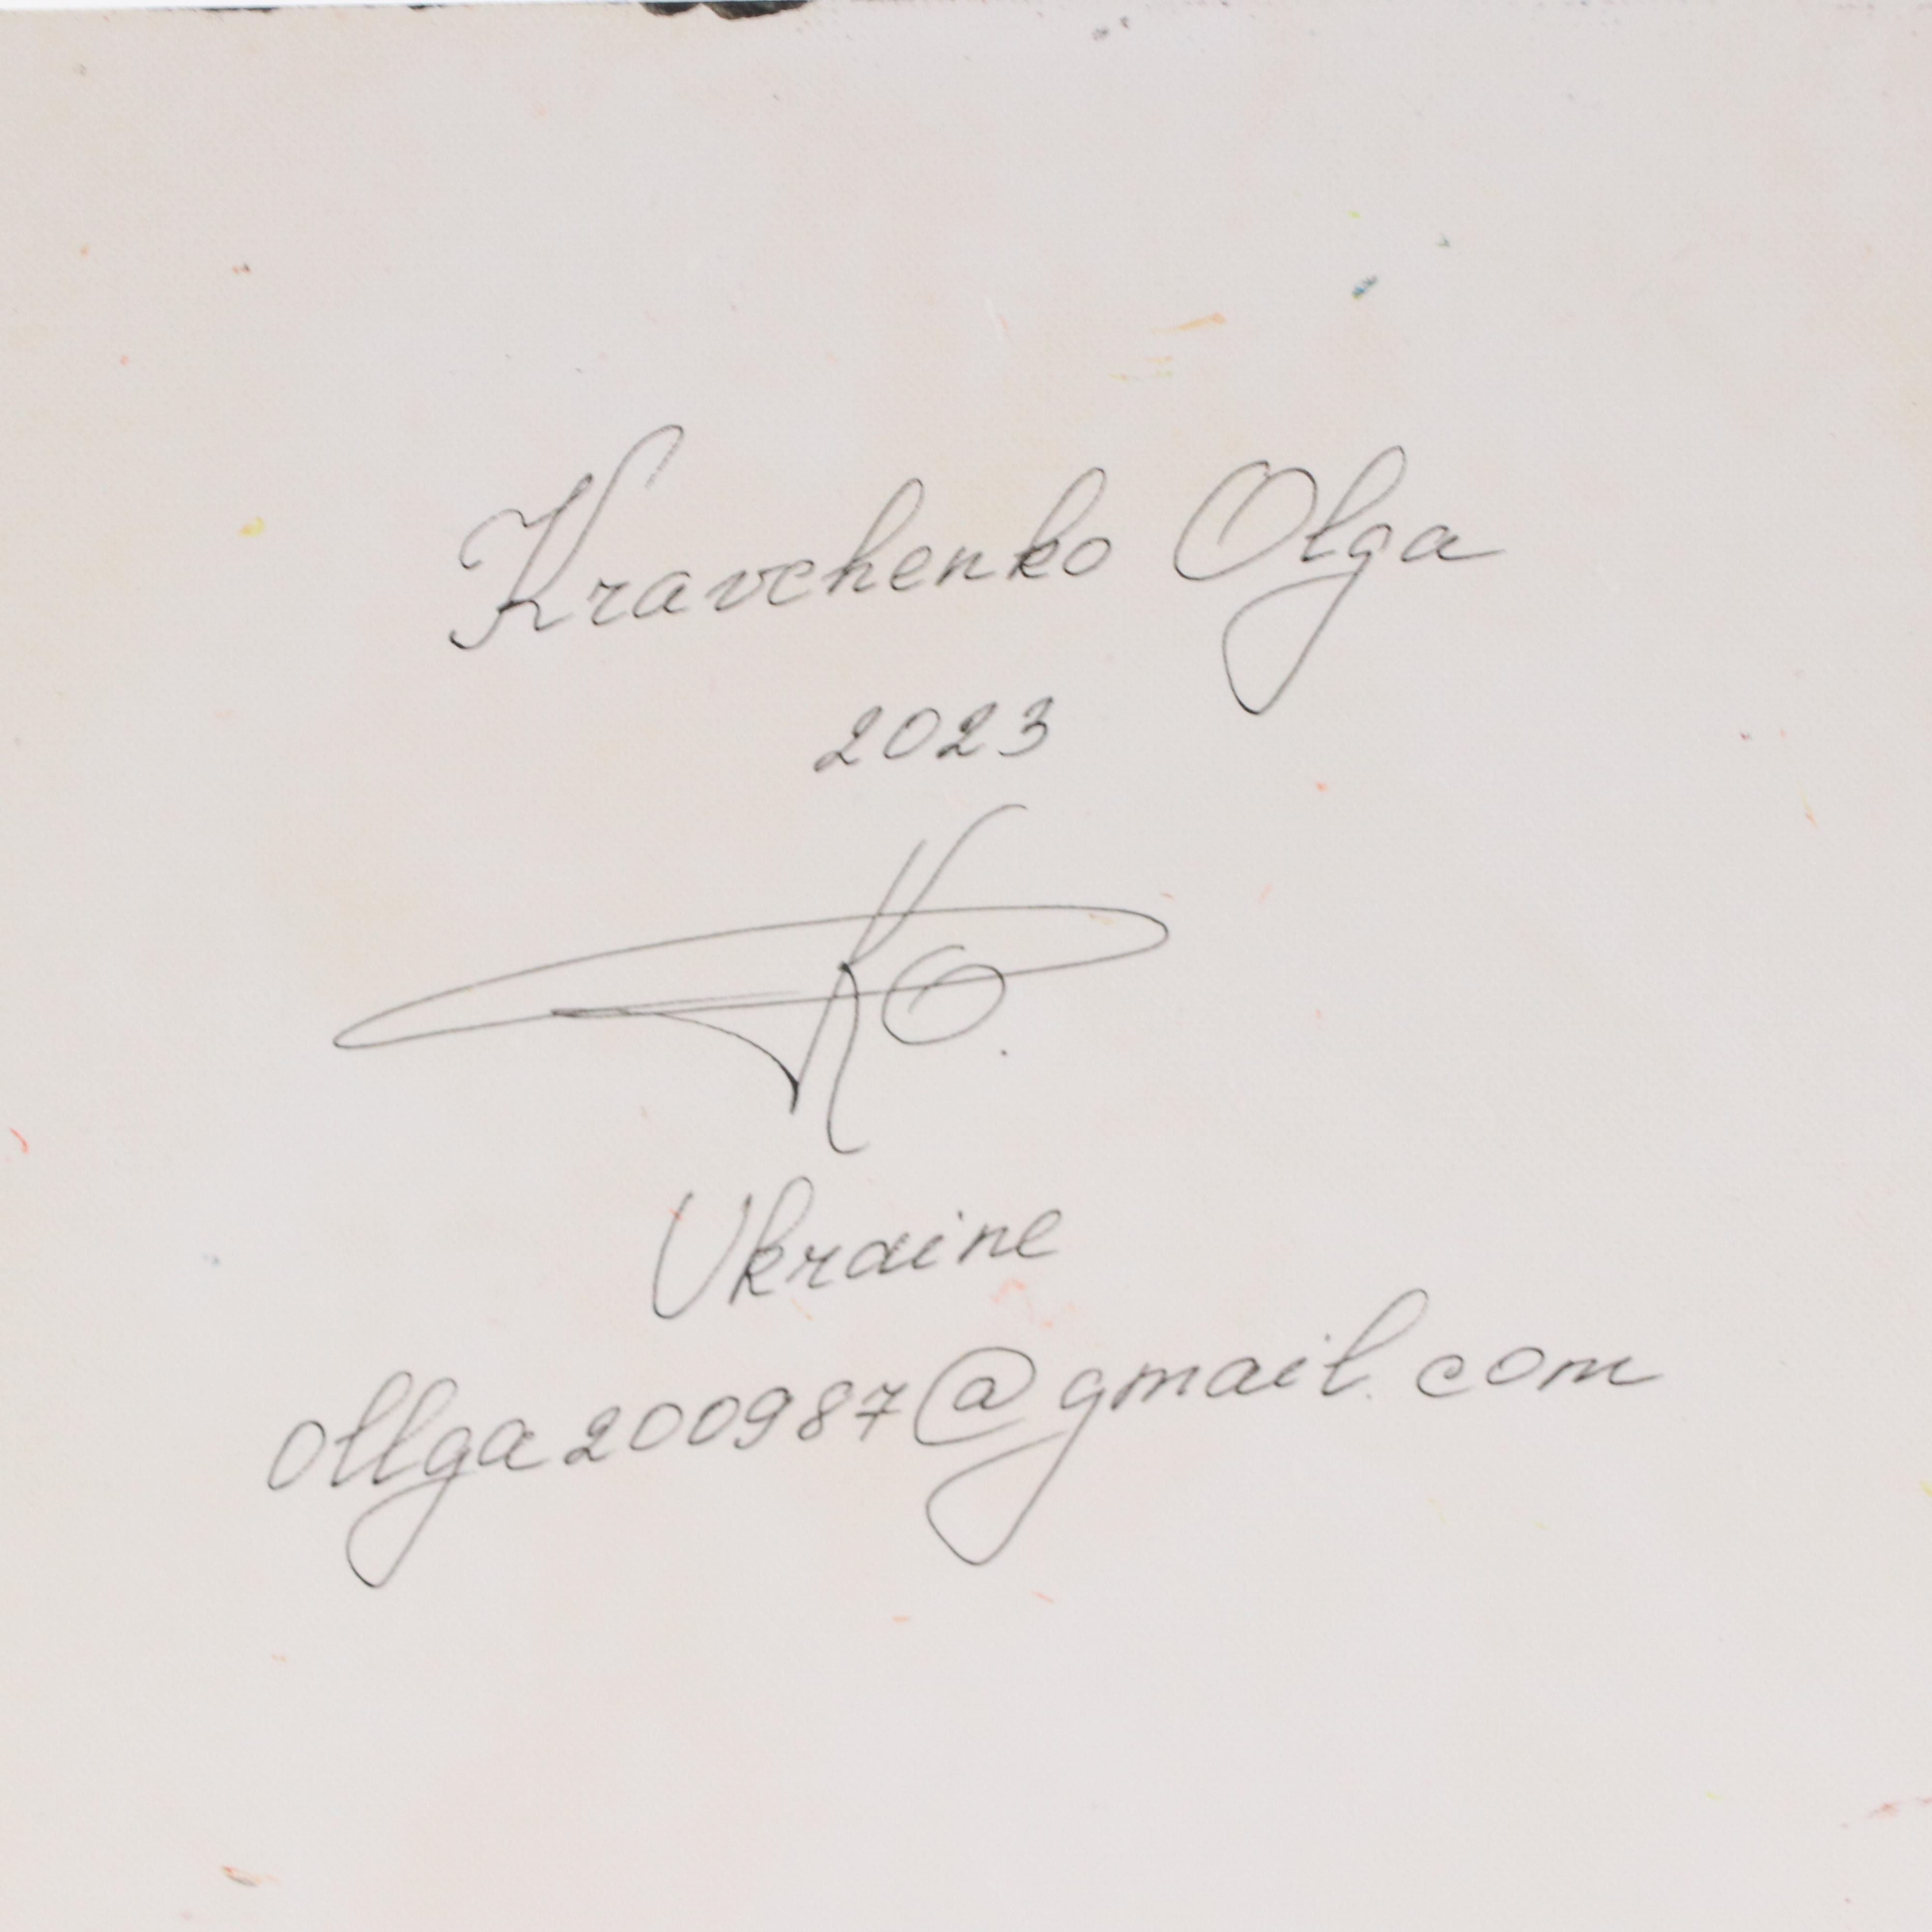 Kravchenko Olga
2023
KO.
Ukraine
ollga200987@gmail.com